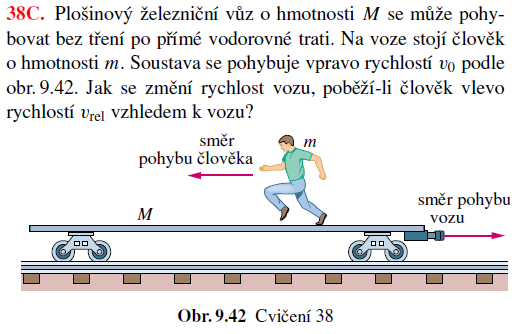 38C. Plošinový železniční vůz o hmotnosti M se může pohy-
bovat bez tření po přímé vodorovné trati. Na voze stojí člověk
o hmotnosti m. Soustava se pohybuje vpravo rychlostí v₀ podle
obr. 9.42. Jak se změní rychlost vozu, poběží-li člověk vlevo
rychlostí v_rel vzhledem k vozu?
směr
pohybu člověka
m
M
směr pohybu
vozu
Obr. 9.42 Cvičení 38